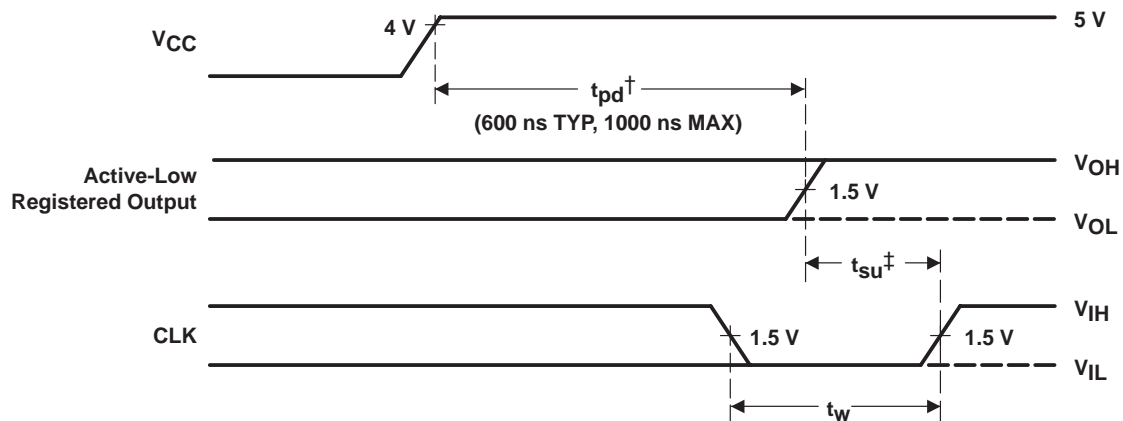 VCC
4 V
5 V
tpd†
(600 ns TYP, 1000 ns MAX)
Active-Low
Registered Output
VOH
1.5 V
VOL
tsu‡
CLK
VIH
1.5 V
1.5 V
VIL
tw